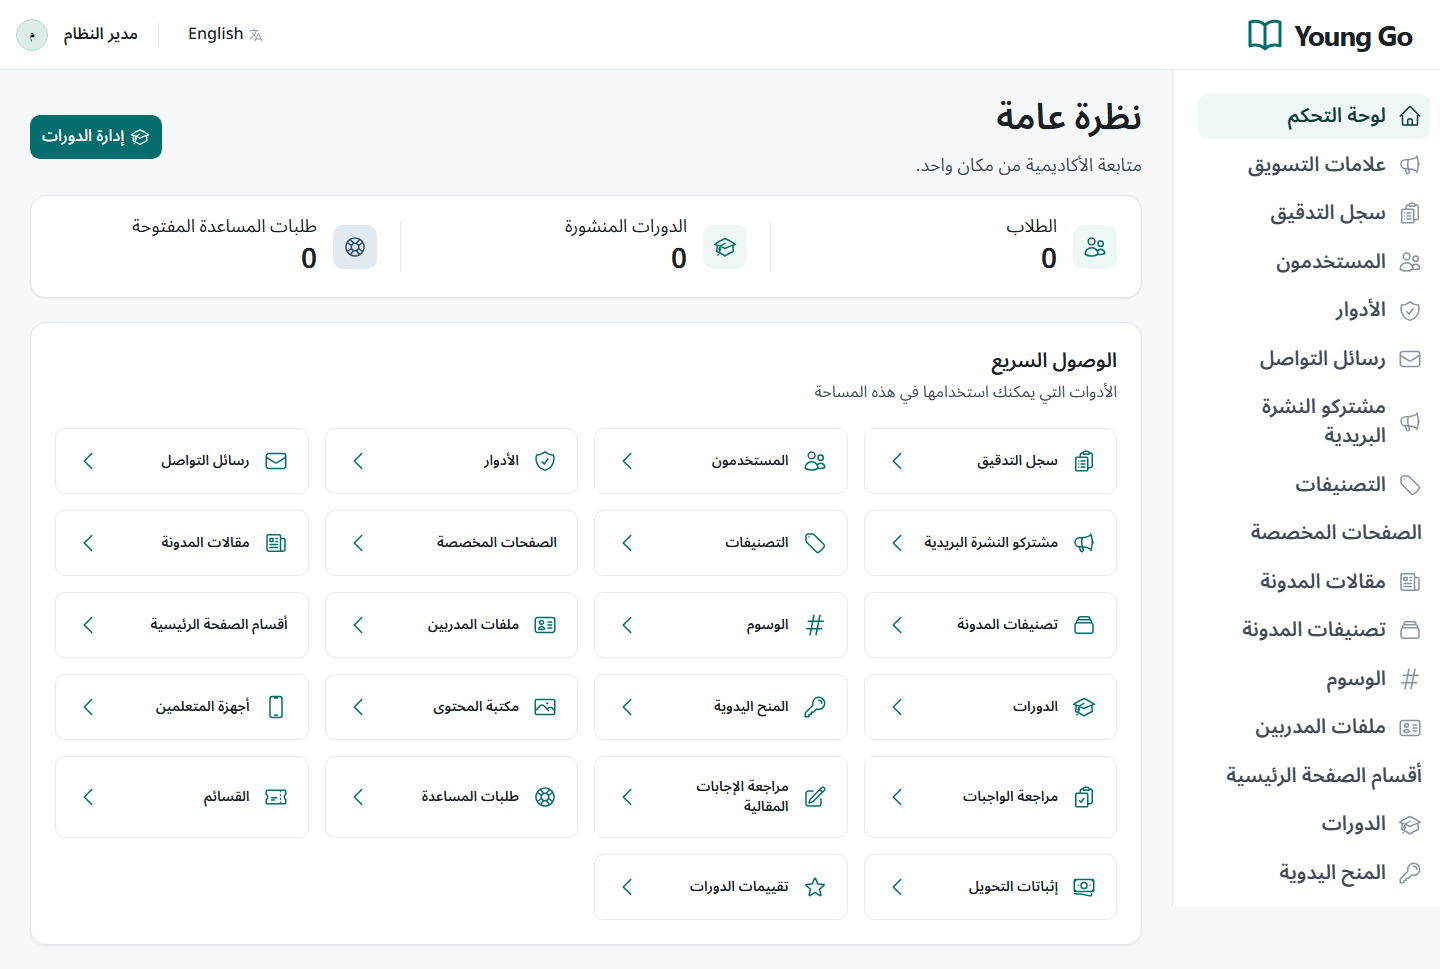 Young Go
English
مدير النظام
م
لوحة التحكم
علامات التسويق
سجل التدقيق
المستخدمون
الأدوار
رسائل التواصل
مشتركو النشرة
البريدية
التصنيفات
الصفحات المخصصة
مقالات المدونة
تصنيفات المدونة
الوسوم
ملفات المدربين
أقسام الصفحة الرئيسية
الدورات
المنح اليدوية
نظرة عامة
متابعة الأكاديمية من مكان واحد.
إدارة الدورات
الطلاب
0
الدورات المنشورة
0
طلبات المساعدة المفتوحة
0
الوصول السريع
الأدوات التي يمكنك استخدامها في هذه المساحة
سجل التدقيق
المستخدمون
الأدوار
رسائل التواصل
مشتركو النشرة البريدية
التصنيفات
الصفحات المخصصة
مقالات المدونة
تصنيفات المدونة
الوسوم
ملفات المدربين
أقسام الصفحة الرئيسية
الدورات
المنح اليدوية
مكتبة المحتوى
أجهزة المتعلمين
مراجعة الواجبات
مراجعة الإجابات
المقالية
طلبات المساعدة
القسائم
إثباتات التحويل
تقييمات الدورات